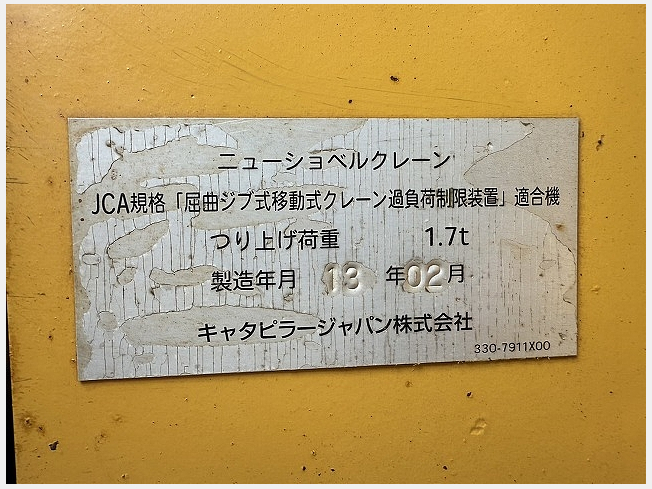 ニューショベルクレーン
JCA規格「屈曲ジブ式移動式クレーン過負荷制限装置」適合機
つり上げ荷重 1.7t
製造年月 13 年 02 月
キャタピラージャパン株式会社
330-7911X00